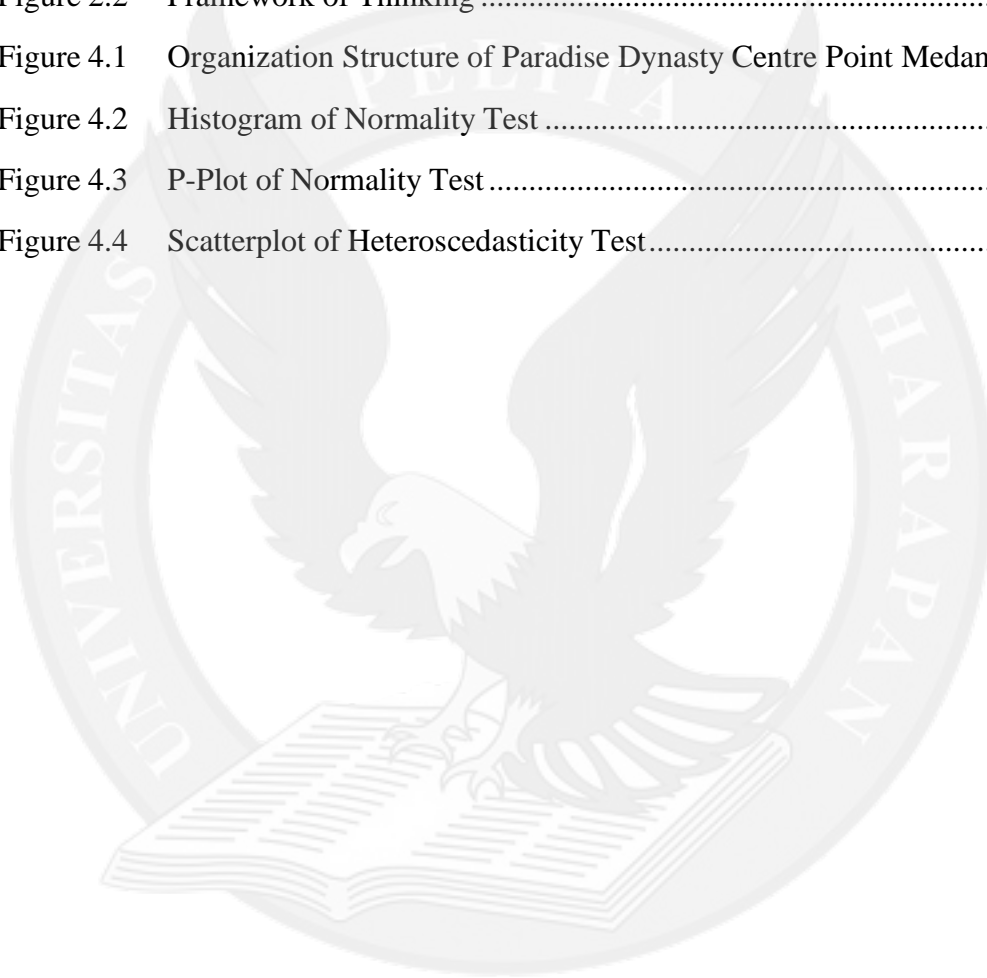 Figure 2.2 Framework of Thinking ............................................................
Figure 4.1 Organization Structure of Paradise Dynasty Centre Point Medan
Figure 4.2 Histogram of Normality Test ......................................................
Figure 4.3 P-Plot of Normality Test ............................................................
Figure 4.4 Scatterplot of Heteroscedasticity Test.........................................
UNIVERSITAS PELITA HARAPAN